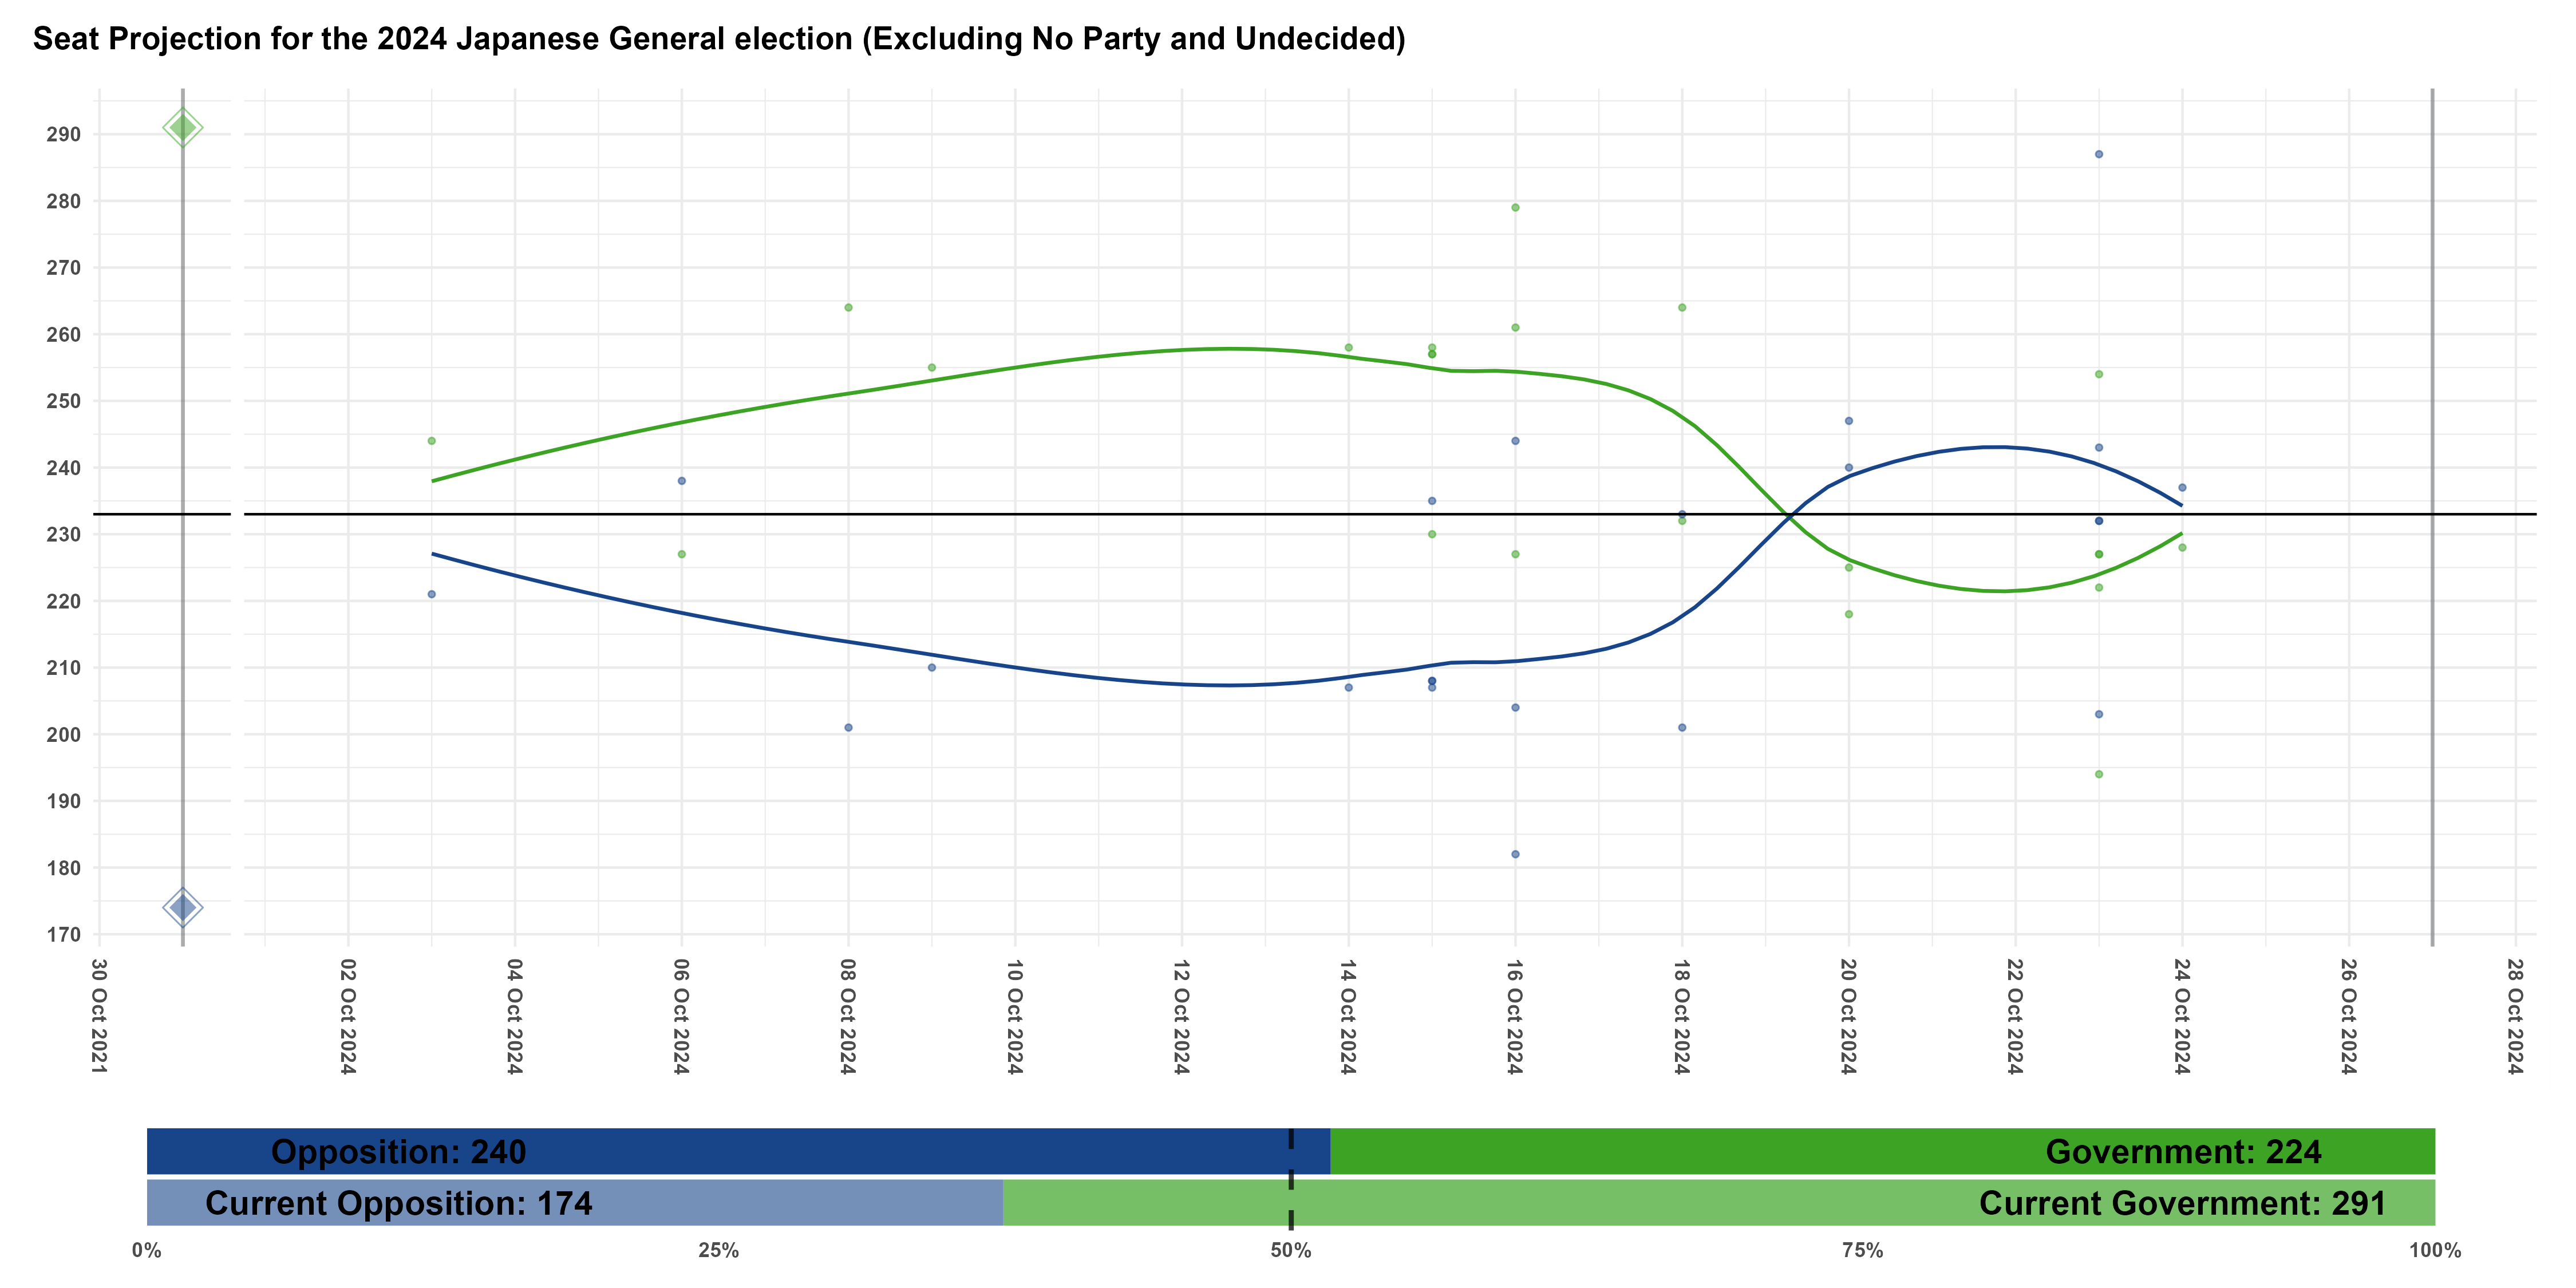 Seat Projection for the 2024 Japanese General election (Excluding No Party and Undecided)
290
280
270
260
250
240
230
220
210
200
190
180
170
30 Oct 2021
02 Oct 2024
04 Oct 2024
06 Oct 2024
08 Oct 2024
10 Oct 2024
12 Oct 2024
14 Oct 2024
16 Oct 2024
18 Oct 2024
20 Oct 2024
22 Oct 2024
24 Oct 2024
26 Oct 2024
28 Oct 2024
Opposition: 240
Government: 224
Current Opposition: 174
Current Government: 291
0%
25%
50%
75%
100%